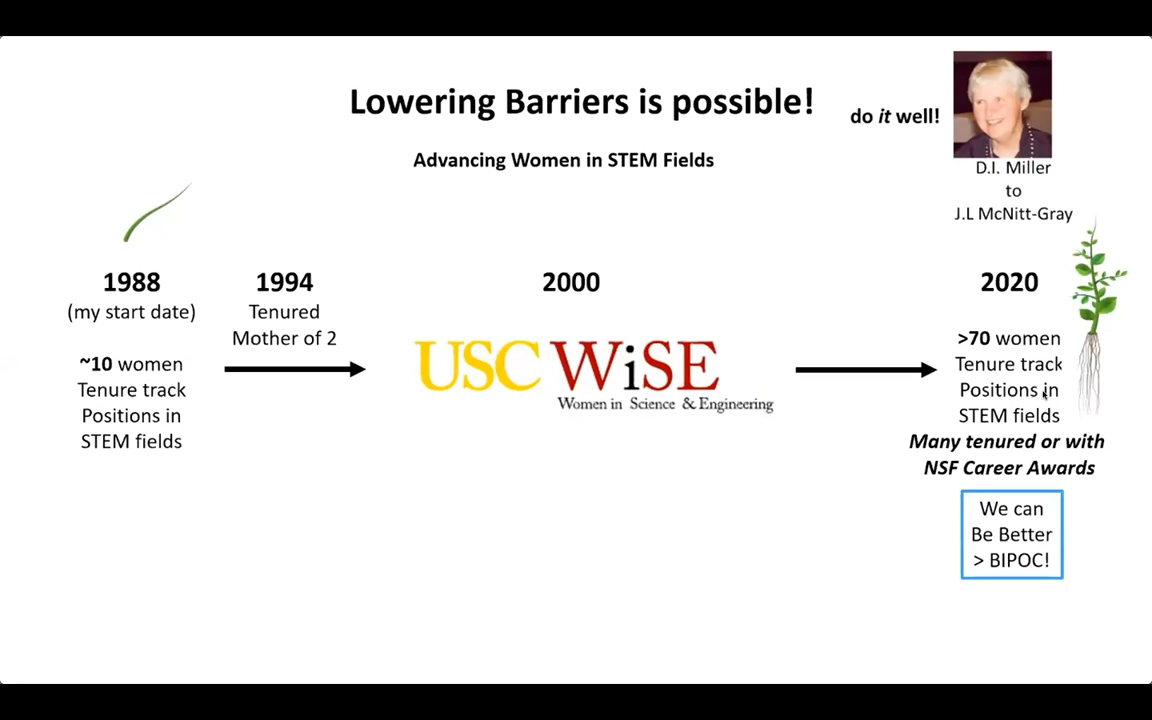 Lowering Barriers is possible!
do it well!
Advancing Women in STEM Fields
D.I. Miller
to
J.L McNitt-Gray
1988
(my start date)
~10 women
Tenure track
Positions in
STEM fields
1994
Tenured
Mother of 2
2000
USC WiSE
Women in Science & Engineering
2020
>70 women
Tenure track
Positions in
STEM fields
Many tenured or with
NSF Career Awards
We can
Be Better
> BIPOC!